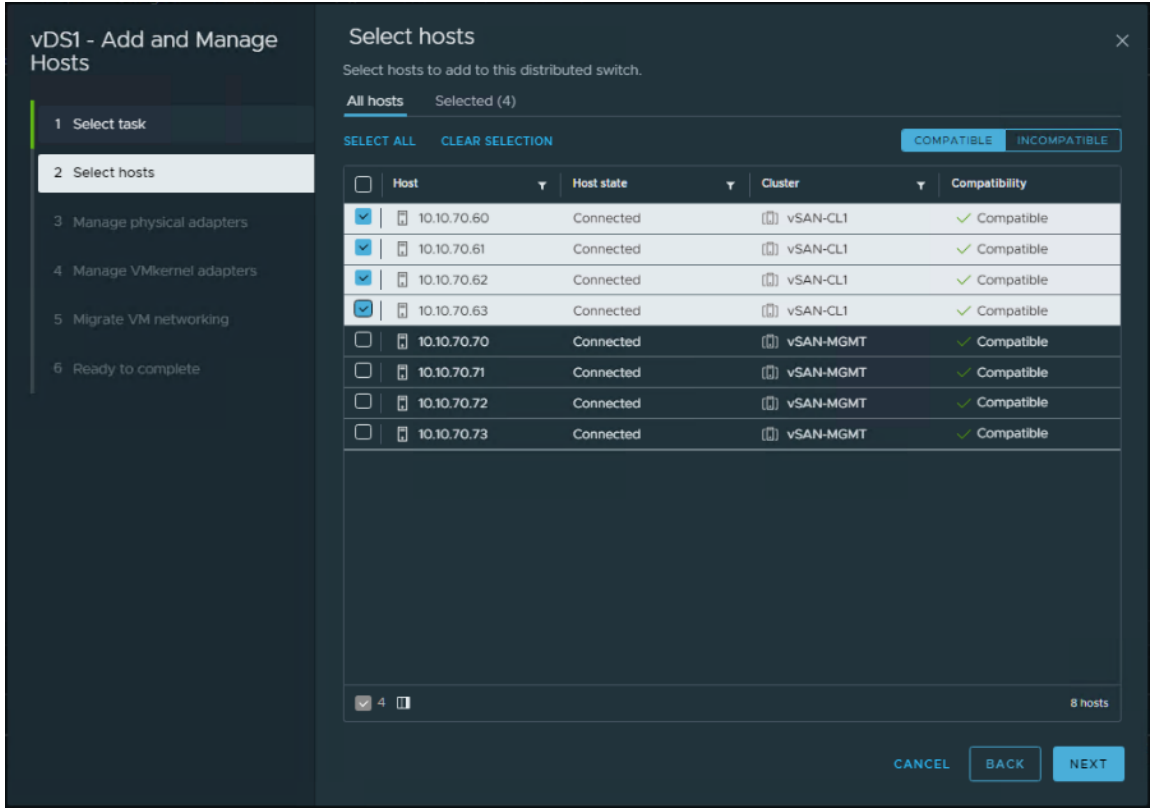 vDS1 - Add and Manage
Hosts
1 Select task
2 Select hosts
3 Manage physical adapters
4 Manage VMkernel adapters
5 Migrate VM networking
6 Ready to complete
Select hosts
Select hosts to add to this distributed switch.
All hosts Selected (4)
SELECT ALL CLEAR SELECTION COMPATIBLE INCOMPATIBLE
Host Host state Cluster Compatibility
10.10.70.60 Connected vSAN-CL1 Compatible
10.10.70.61 Connected vSAN-CL1 Compatible
10.10.70.62 Connected vSAN-CL1 Compatible
10.10.70.63 Connected vSAN-CL1 Compatible
10.10.70.70 Connected vSAN-MGMT Compatible
10.10.70.71 Connected vSAN-MGMT Compatible
10.10.70.72 Connected vSAN-MGMT Compatible
10.10.70.73 Connected vSAN-MGMT Compatible
4 8 hosts
CANCEL BACK NEXT